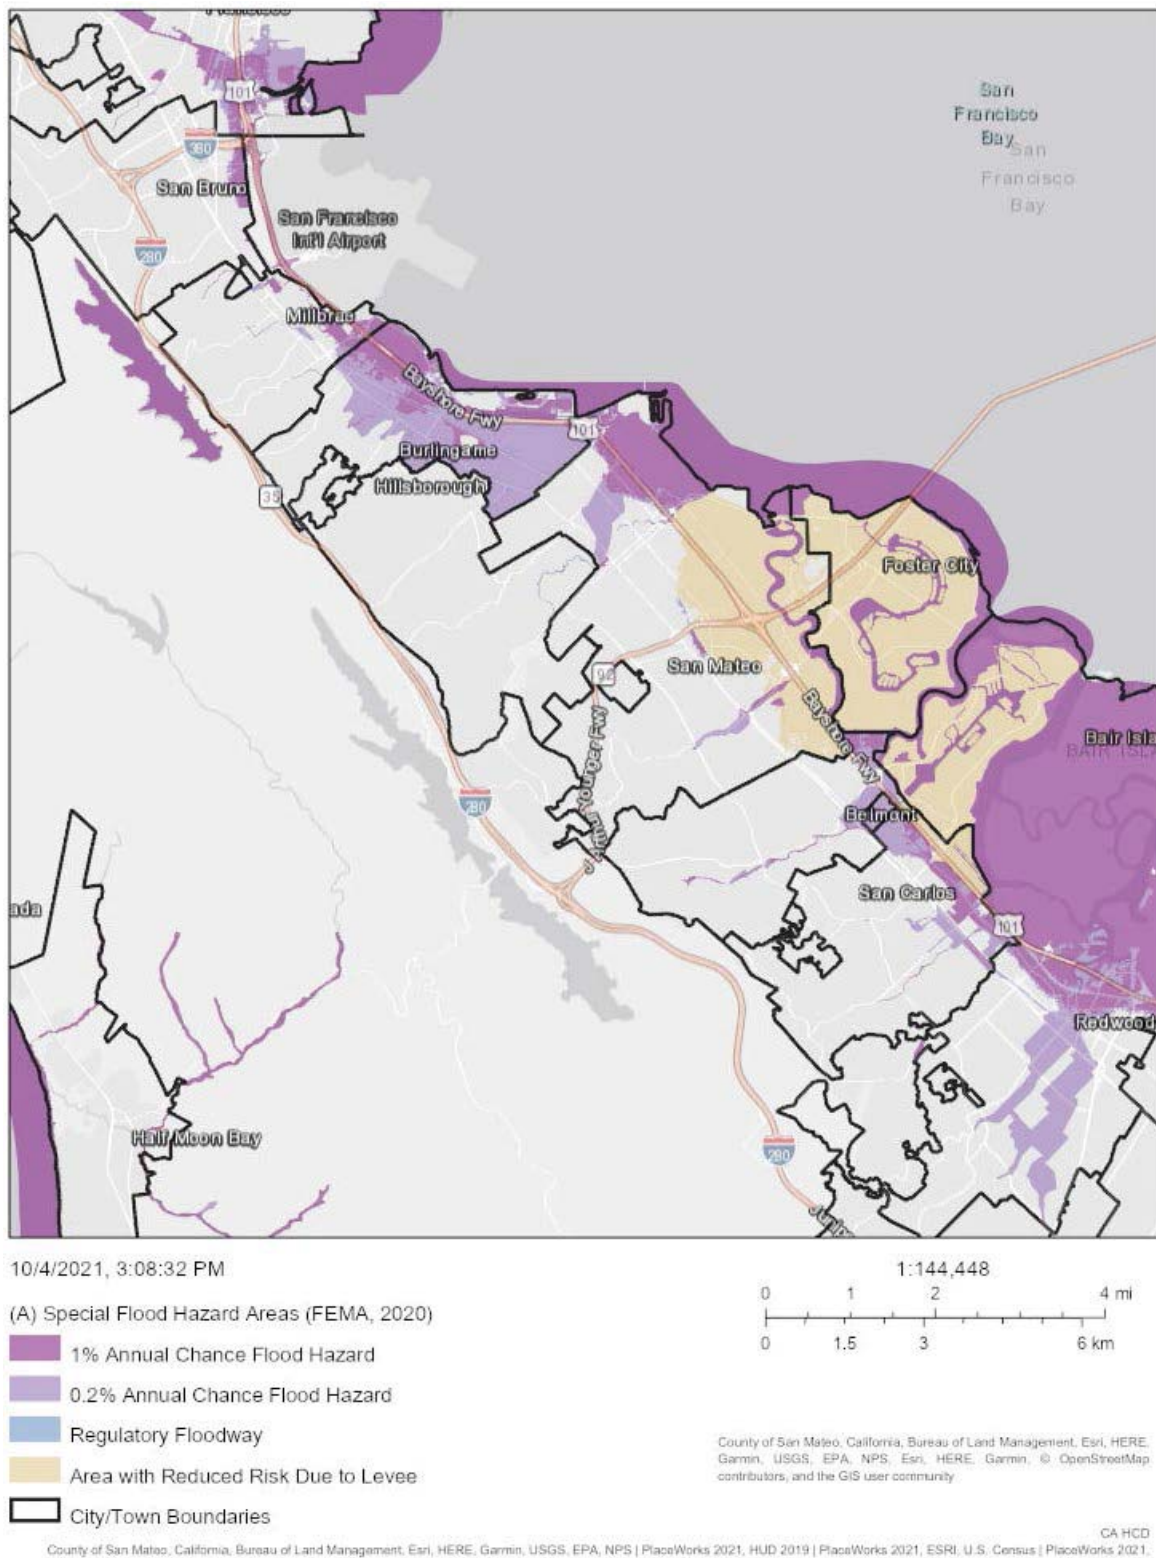 101
San
Francisco
Bay
San
Francisco
Bay
380
San Bruno
San Francisco
Int'l Airport
280
Millbrae
Bayshore Fwy
101
Burlingame
Hillsborough
35
Foster City
San Mateo
Bayshore Fwy
Younger Fwy
280
Belmont
San Carlos
101
ada
Redwood
Half Moon Bay
280
10/4/2021, 3:08:32 PM
1:144,448
0 1 2 4 mi
0 1.5 3 6 km
(A) Special Flood Hazard Areas (FEMA, 2020)
1% Annual Chance Flood Hazard
0.2% Annual Chance Flood Hazard
Regulatory Floodway
Area with Reduced Risk Due to Levee
City/Town Boundaries
County of San Mateo, California, Bureau of Land Management, Esri, HERE,
Garmin, USGS, EPA, NPS, Esri, HERE, Garmin, © OpenStreetMap
contributors, and the GIS user community
CA HCD
County of San Mateo, California, Bureau of Land Management, Esri, HERE, Garmin, USGS, EPA, NPS | PlaceWorks 2021, HUD 2019 | PlaceWorks 2021, ESRI, U.S. Census | PlaceWorks 2021,